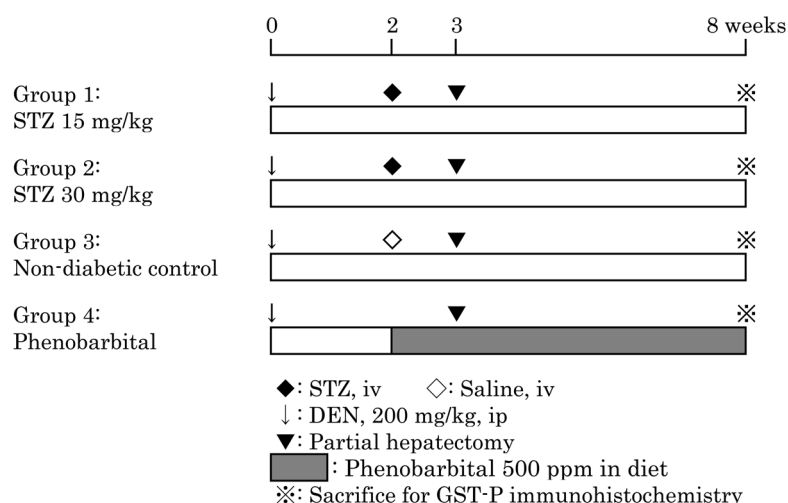 0 2 3 8 weeks
Group 1:
STZ 15 mg/kg
Group 2:
STZ 30 mg/kg
Group 3:
Non-diabetic control
Group 4:
Phenobarbital
◆: STZ, iv ◇: Saline, iv
↓: DEN, 200 mg/kg, ip
▼: Partial hepatectomy
: Phenobarbital 500 ppm in diet
※: Sacrifice for GST-P immunohistochemistry